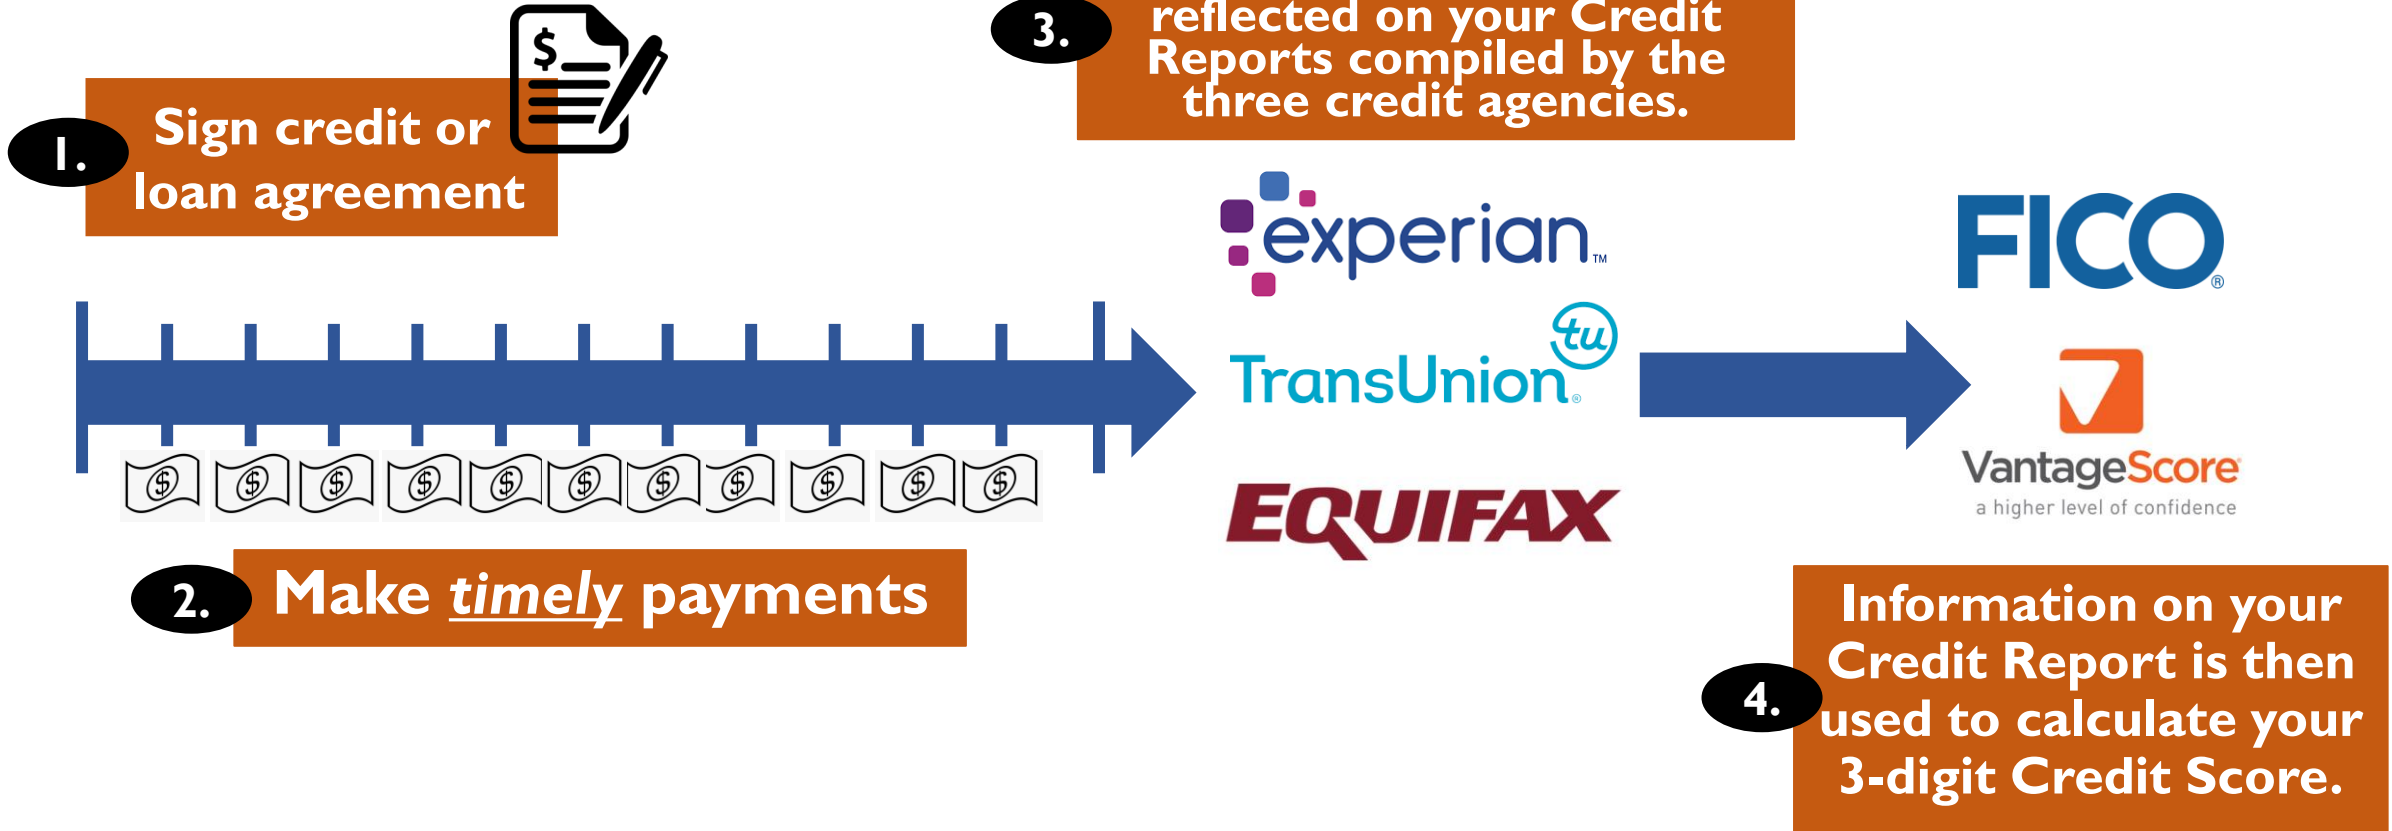 1.
Sign credit or
loan agreement
$
2.
Make timely payments
$ $ $ $ $ $ $ $ $ $ $
3.
reflected on your Credit
Reports compiled by the
three credit agencies.
experian™
tu
TransUnion®
EQUIFAX
FICO®
VantageScore
a higher level of confidence
4.
Information on your
Credit Report is then
used to calculate your
3-digit Credit Score.